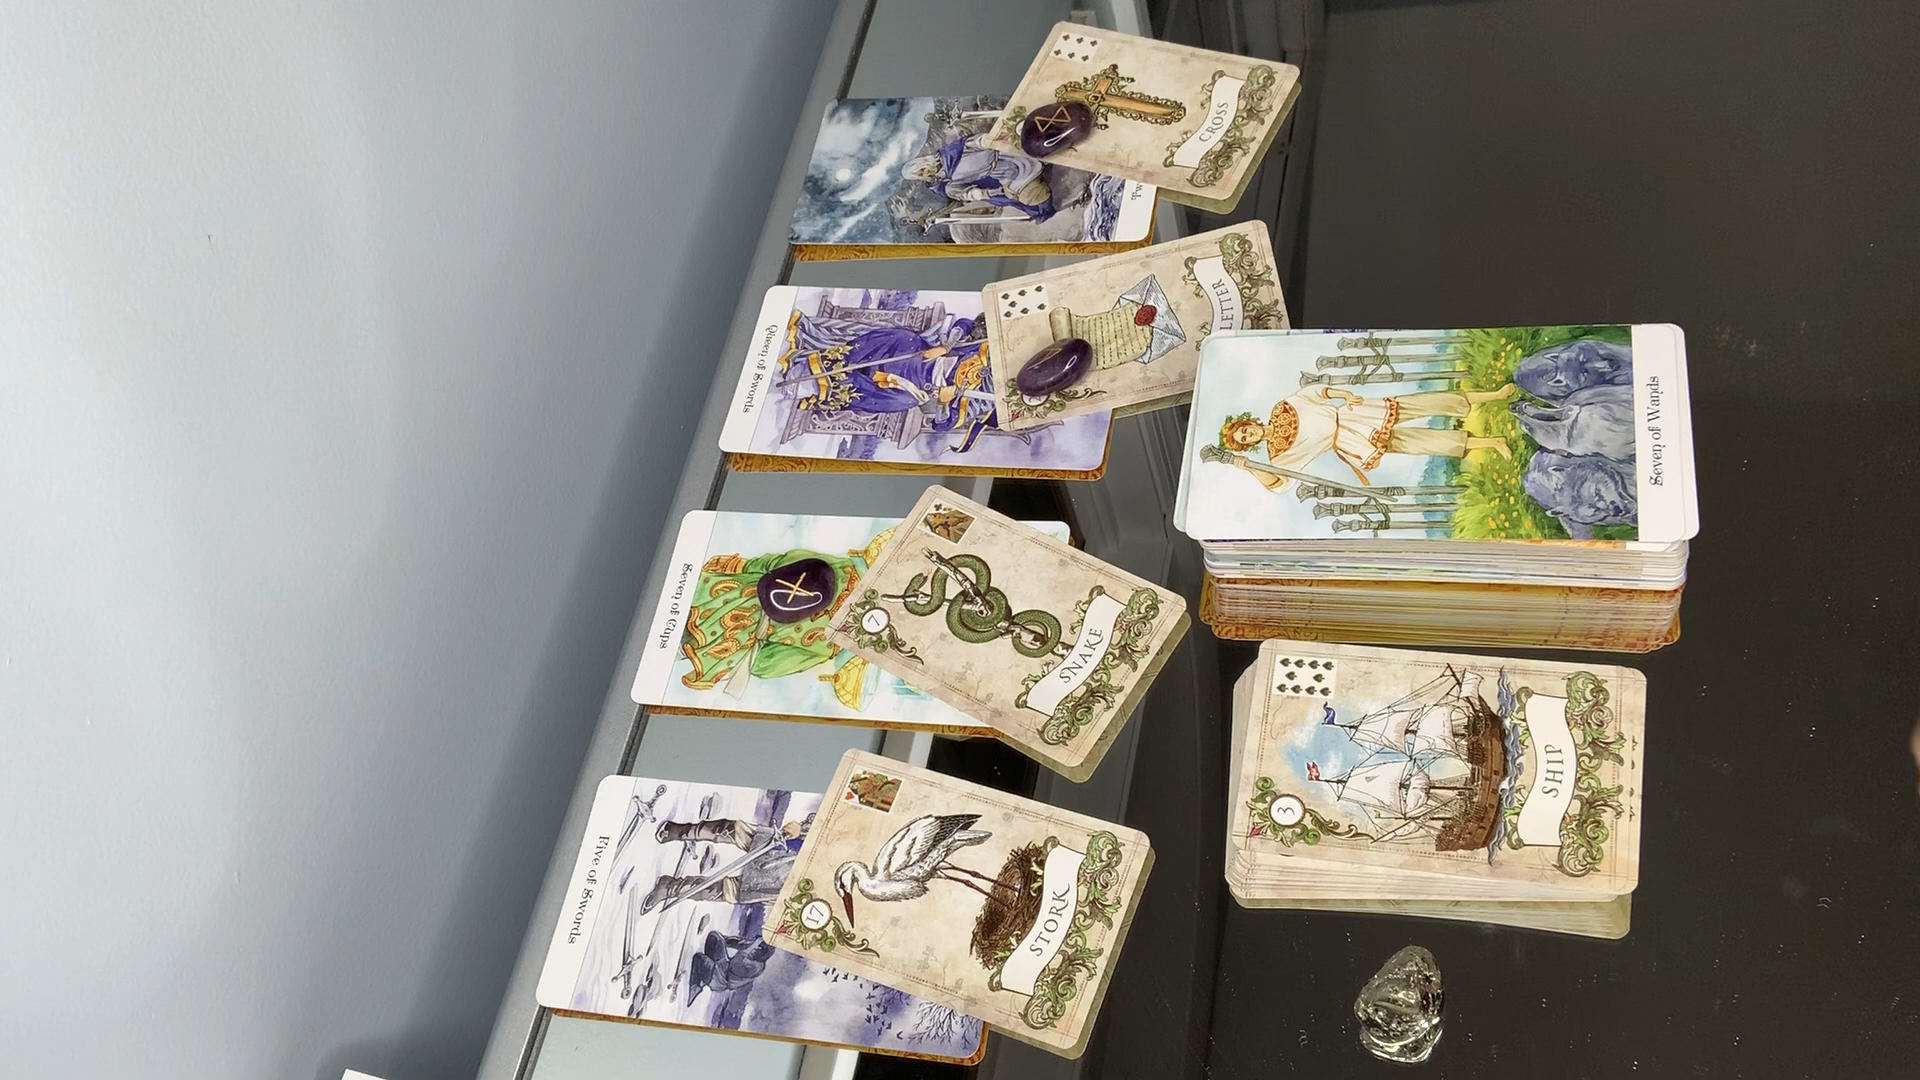 CROSS
LETTER
Queen of Swords
SNAKE
7
Seven of Cups
STORK
17
Five of Swords
Seven of Wands
SHIP
3